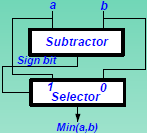 a b
Subtractor
Sign bit
1 0
Selector
Min(a,b)